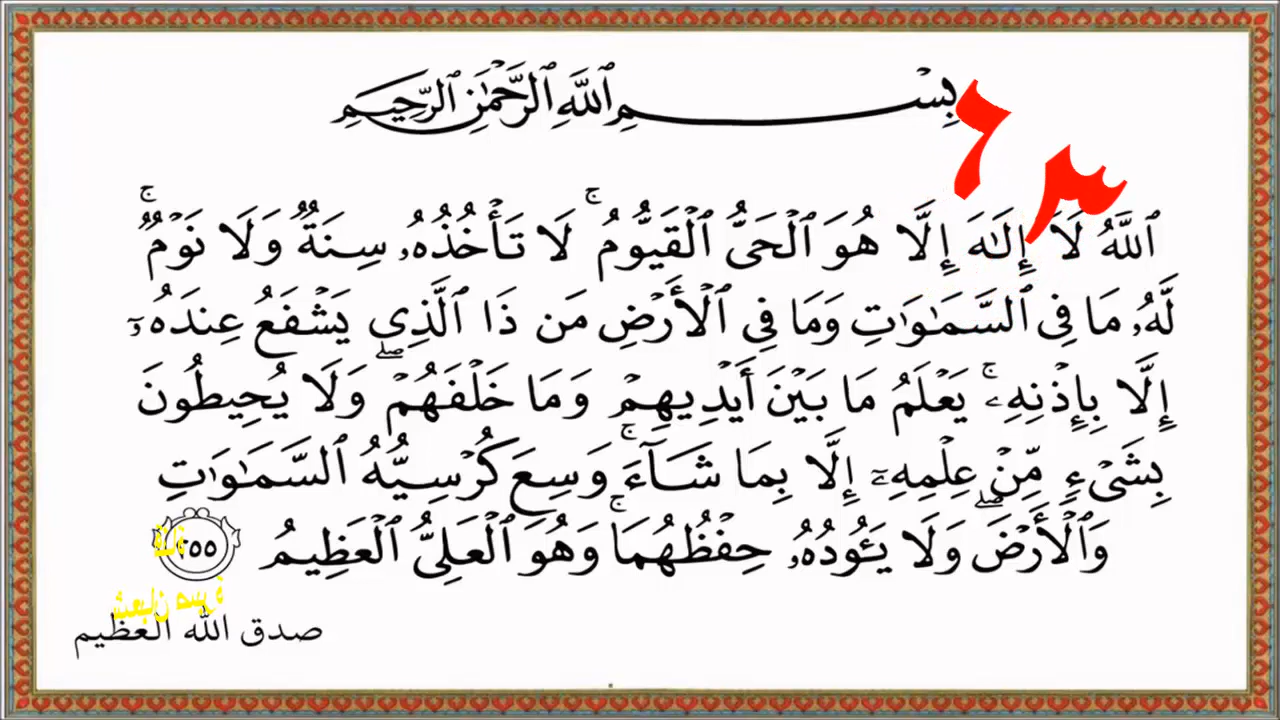 بِسْمِ ٱللَّهِ ٱلرَّحْمَٰنِ ٱلرَّحِيمِ
٦
٣
ٱللَّهُ لَآ إِلَٰهَ إِلَّا هُوَ ٱلْحَىُّ ٱلْقَيُّومُ ۚ لَا تَأْخُذُهُۥ سِنَةٌ وَلَا نَوْمٌ ۚ
لَّهُۥ مَا فِى ٱلسَّمَٰوَٰتِ وَمَا فِى ٱلْأَرْضِ مَن ذَا ٱلَّذِى يَشْفَعُ عِندَهُۥٓ
إِلَّا بِإِذْنِهِۦ ۚ يَعْلَمُ مَا بَيْنَ أَيْدِيهِمْ وَمَا خَلْفَهُمْ ۖ وَلَا يُحِيطُونَ
بِشَىْءٍ مِّنْ عِلْمِهِۦٓ إِلَّا بِمَا شَآءَ ۚ وَسِعَ كُرْسِيُّهُ ٱلسَّمَٰوَٰتِ
وَٱلْأَرْضَ ۖ وَلَا يَـُٔودُهُۥ حِفْظُهُمَا ۚ وَهُوَ ٱلْعَلِىُّ ٱلْعَظِيمُ ٢٥٥
صدق الله العظيم